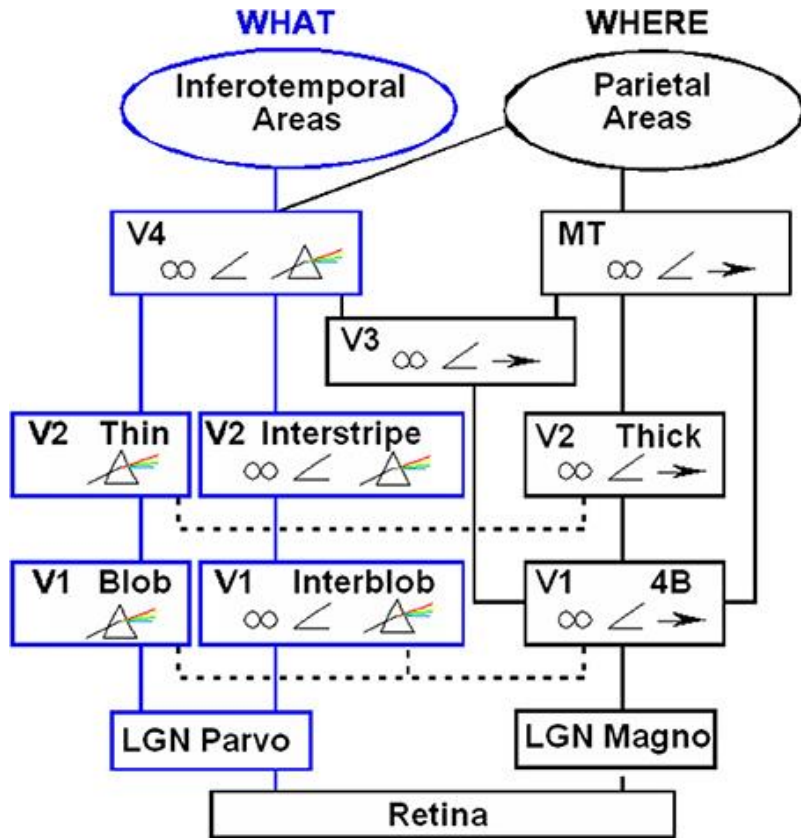 WHAT WHERE
Inferotemporal
Areas
Parietal
Areas
V4
MT
V3
V2 Thin
V2 Interstripe
V2 Thick
V1 Blob
V1 Interblob
V1 4B
LGN Parvo
LGN Magno
Retina